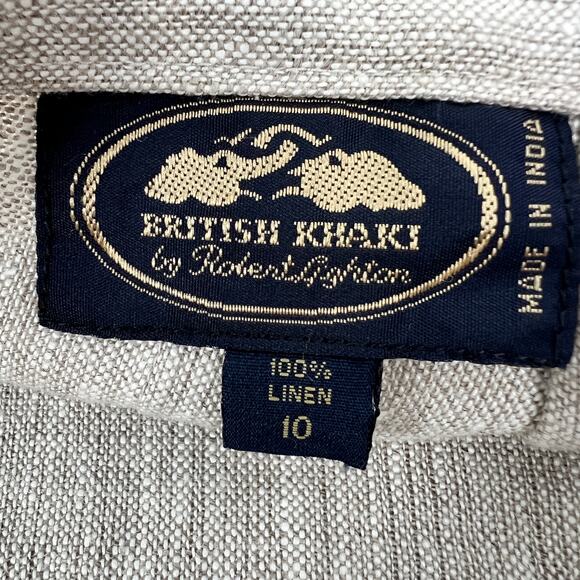 BRITISH KHAKI
by Robert Lighton
MADE IN INDIA
100%
LINEN
10